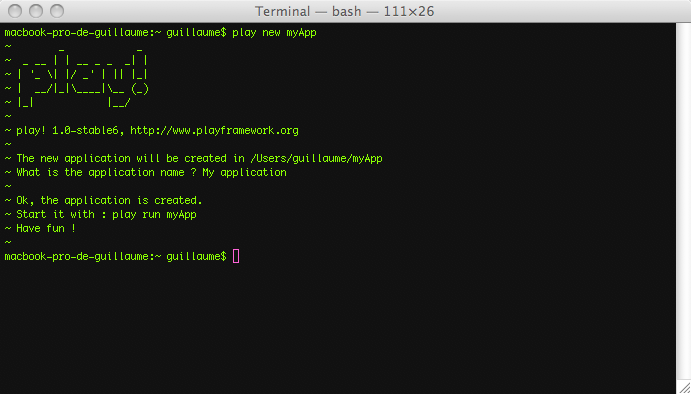 Terminal — bash — 111×26
macbook-pro-de-guillaume:~ guillaume$ play new myApp
~        _            _
~  _ __ | | __ _ _  _| |
~ | '_ \| |/ _' | || |_|
~ |  __/|_|\____|\__ (_)
~ |_|            |__/
~
~ play! 1.0-stable6, http://www.playframework.org
~
~ The new application will be created in /Users/guillaume/myApp
~ What is the application name ? My application
~
~ Ok, the application is created.
~ Start it with : play run myApp
~ Have fun !
~
macbook-pro-de-guillaume:~ guillaume$